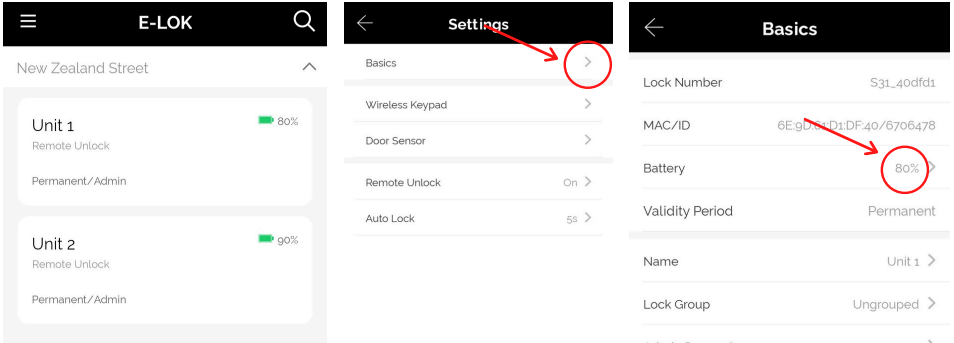 E-LOK
New Zealand Street
Unit 1
80%
Remote Unlock
Permanent/Admin
Unit 2
90%
Remote Unlock
Permanent/Admin
Settings
Basics
Wireless Keypad
Door Sensor
Remote Unlock On
Auto Lock 5s
Basics
Lock Number S31_40dfd1
MAC/ID
Battery 80%
Validity Period Permanent
Name Unit 1
Lock Group Ungrouped